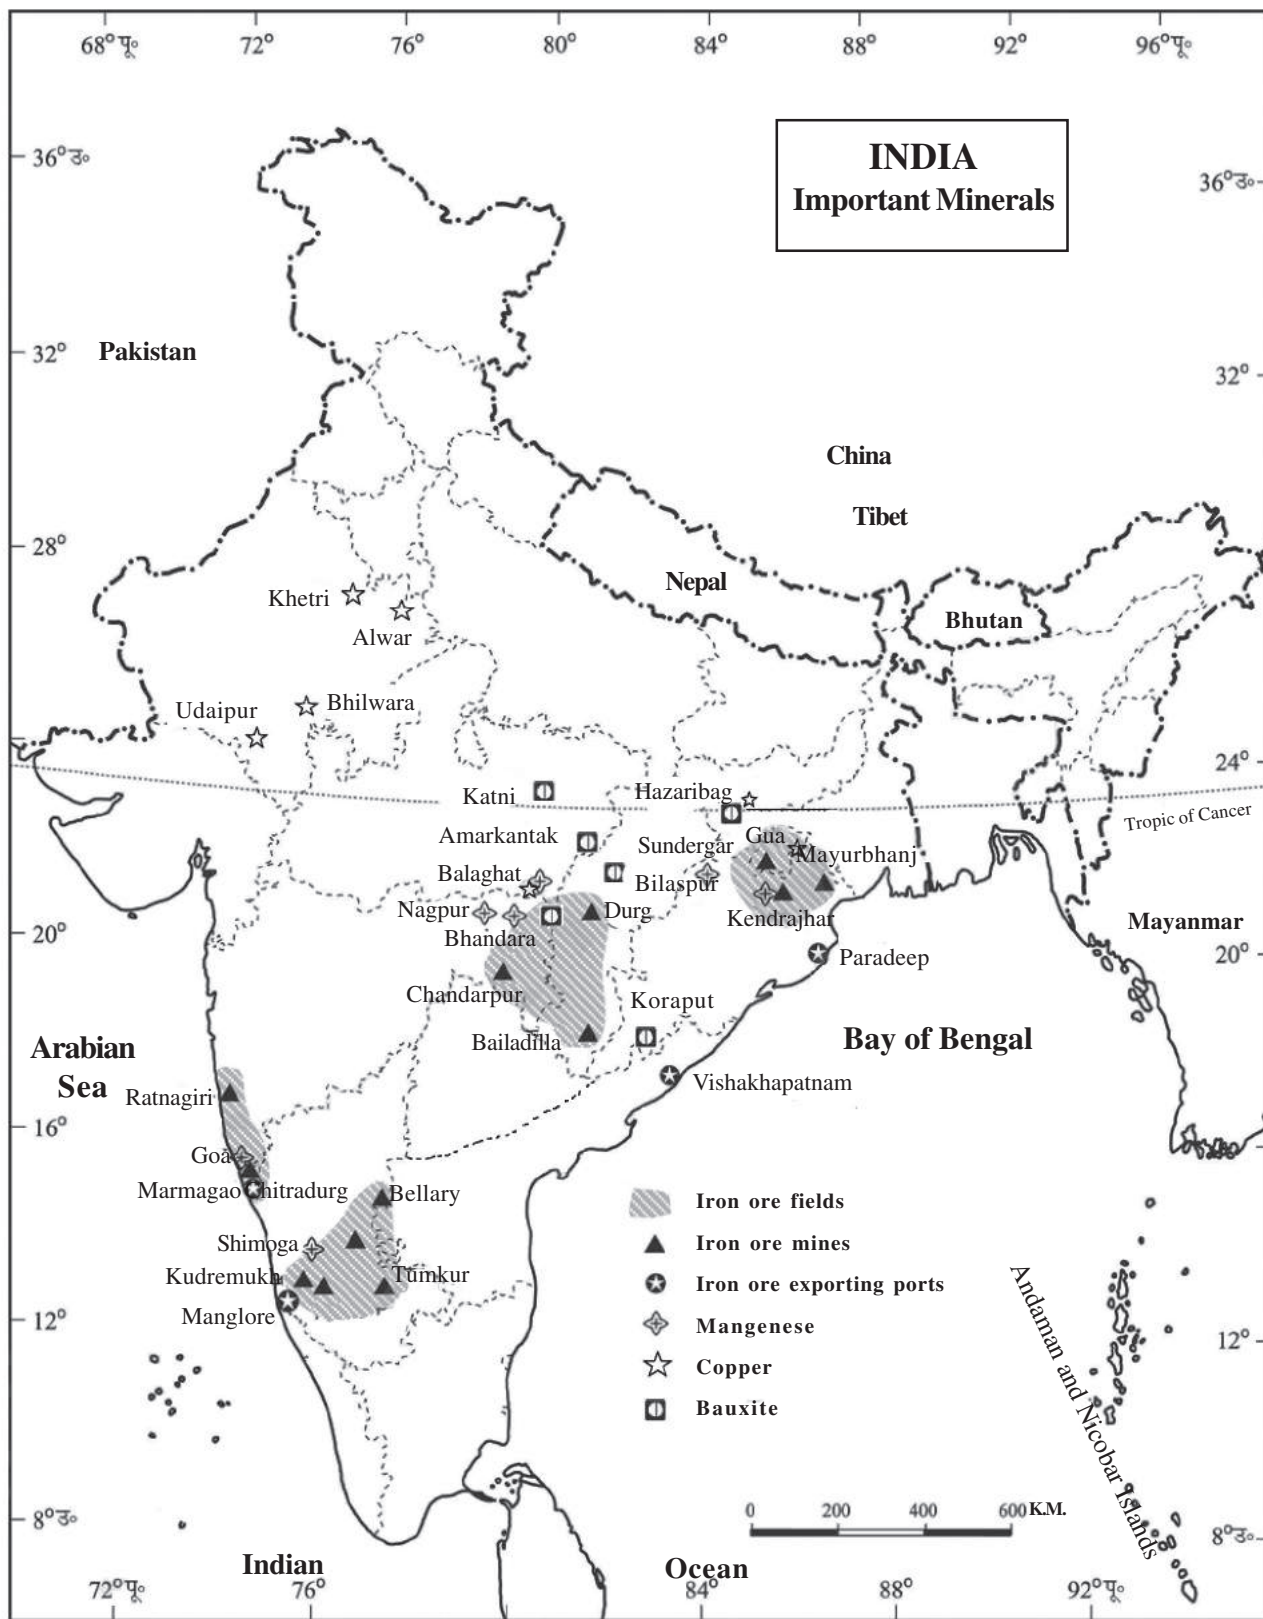 68°पू॰ 72° 76° 80° 84° 88° 92° 96°पू॰
INDIA
Important Minerals
36°उ॰
36°उ॰
Pakistan
32°
32°
China
Tibet
28°
Nepal
Khetri
Bhutan
Alwar
Bhilwara
Udaipur
24°
Katni
Hazaribag
Tropic of Cancer
Amarkantak
Sundergar
Gua
Mayurbhanj
Balaghat
Bilaspur
Nagpur
Durg
Kendrajhar
Mayanmar
20°
Bhandara
20°
Paradeep
Chandarpur
Koraput
Bailadilla
Bay of Bengal
Arabian
Sea
Vishakhapatnam
Ratnagiri
16°
Goa
Marmagao
Chitradurg
Bellary
Iron ore fields
Shimoga
Iron ore mines
Kudremukh
Tumkur
Iron ore exporting ports
Manglore
12°
Mangenese
12°
Copper
Bauxite
Andaman and Nicobar Islands
0 200 400 600 K.M.
8°उ॰
8°उ॰
Indian
Ocean
72°पू॰ 76° 84° 88° 92°पू॰